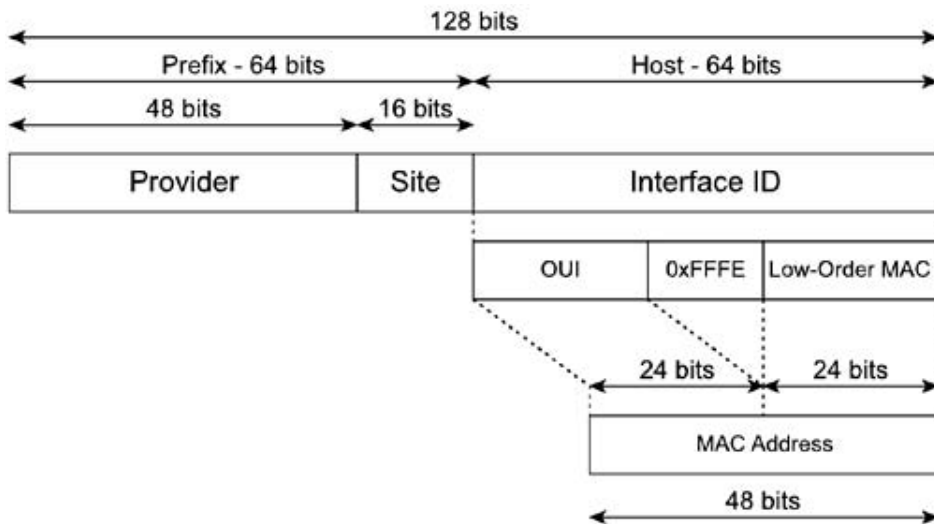 128 bits
Prefix - 64 bits
Host - 64 bits
48 bits
16 bits
Provider
Site
Interface ID
OUI
0xFFFE
Low-Order MAC
24 bits
24 bits
MAC Address
48 bits